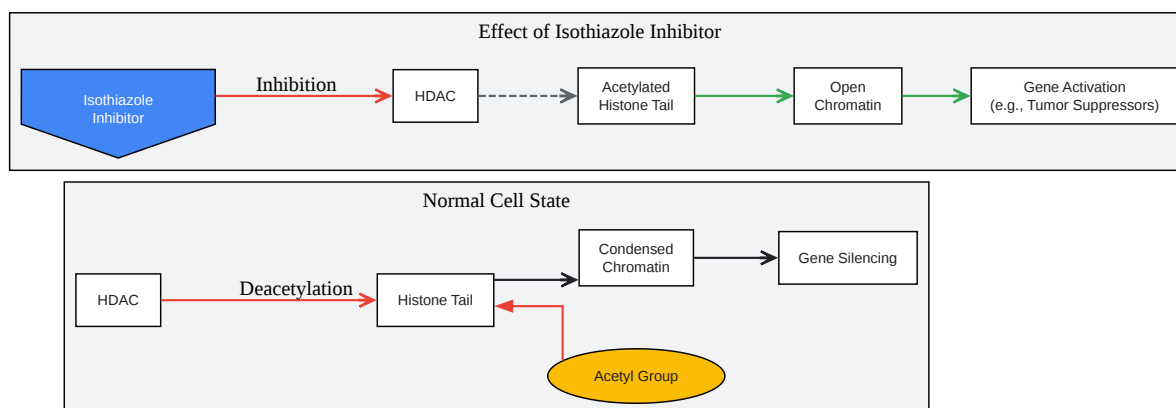 Effect of Isothiazole Inhibitor
Isothiazole
Inhibitor
Inhibition
HDAC
Acetylated
Histone Tail
Open
Chromatin
Gene Activation
(e.g., Tumor Suppressors)
Normal Cell State
HDAC
Deacetylation
Histone Tail
Condensed
Chromatin
Gene Silencing
Acetyl Group